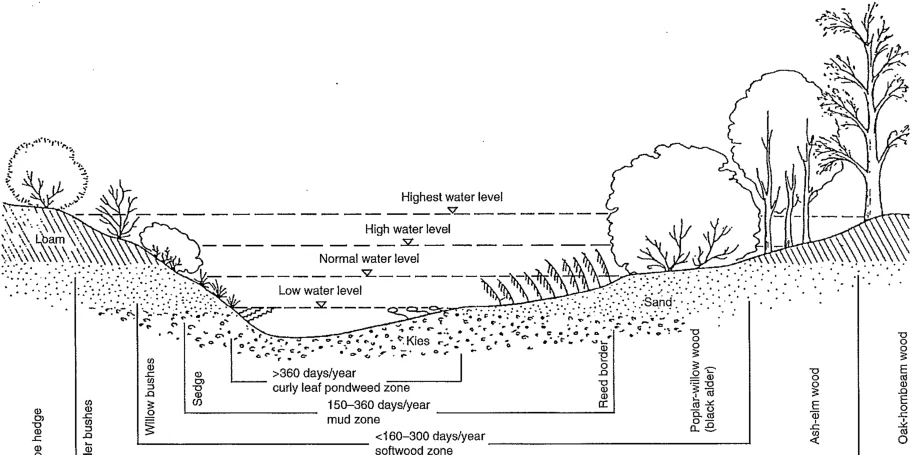 Highest water level
High water level
Normal water level
Low water level
Loam
Sand
Kies
>360 days/year
curly leaf pondweed zone
150–360 days/year
mud zone
<160–300 days/year
softwood zone
hedge
bushes
Willow bushes
Sedge
Reed border
Poplar-willow wood
(black alder)
Ash-elm wood
Oak-hornbeam wood